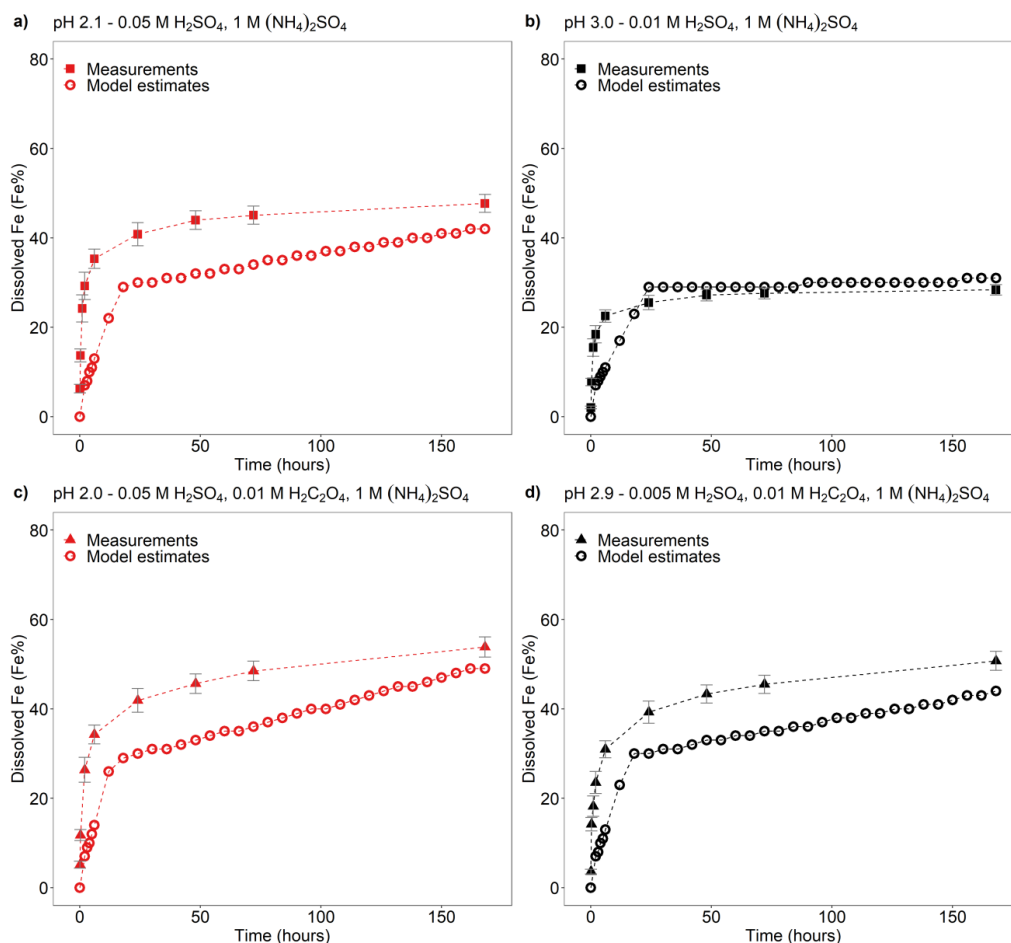 a) pH 2.1 - 0.05 M H₂SO₄, 1 M (NH₄)₂SO₄
Measurements
Model estimates
Dissolved Fe (Fe%)
80
60
40
20
0
0 50 100 150
Time (hours)
b) pH 3.0 - 0.01 M H₂SO₄, 1 M (NH₄)₂SO₄
Measurements
Model estimates
Dissolved Fe (Fe%)
80
60
40
20
0
0 50 100 150
Time (hours)
c) pH 2.0 - 0.05 M H₂SO₄, 0.01 M H₂C₂O₄, 1 M (NH₄)₂SO₄
Measurements
Model estimates
Dissolved Fe (Fe%)
80
60
40
20
0
0 50 100 150
Time (hours)
d) pH 2.9 - 0.005 M H₂SO₄, 0.01 M H₂C₂O₄, 1 M (NH₄)₂SO₄
Measurements
Model estimates
Dissolved Fe (Fe%)
80
60
40
20
0
0 50 100 150
Time (hours)